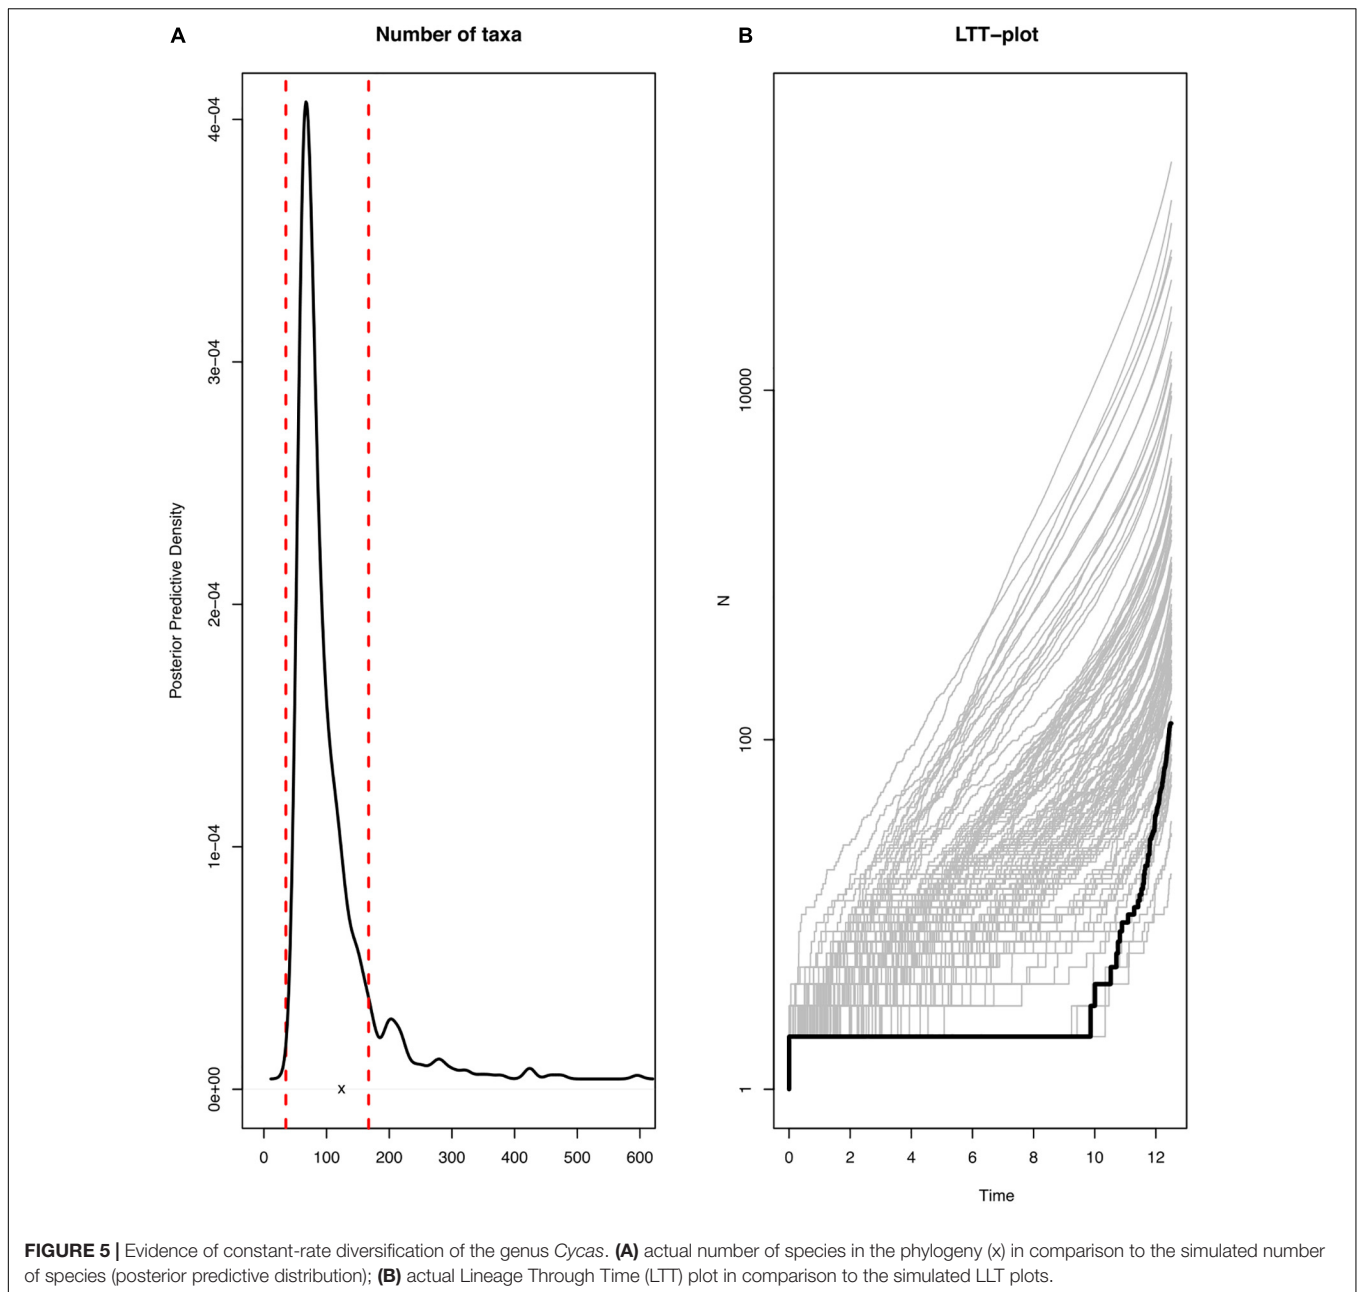 A
Number of taxa
Posterior Predictive Density
4e−04
3e−04
2e−04
1e−04
0e+00
x
0 100 200 300 400 500 600
B
LTT−plot
N
10000
100
1
0 2 4 6 8 10 12
Time
FIGURE 5 | Evidence of constant-rate diversification of the genus Cycas. (A) actual number of species in the phylogeny (x) in comparison to the simulated number
of species (posterior predictive distribution); (B) actual Lineage Through Time (LTT) plot in comparison to the simulated LLT plots.